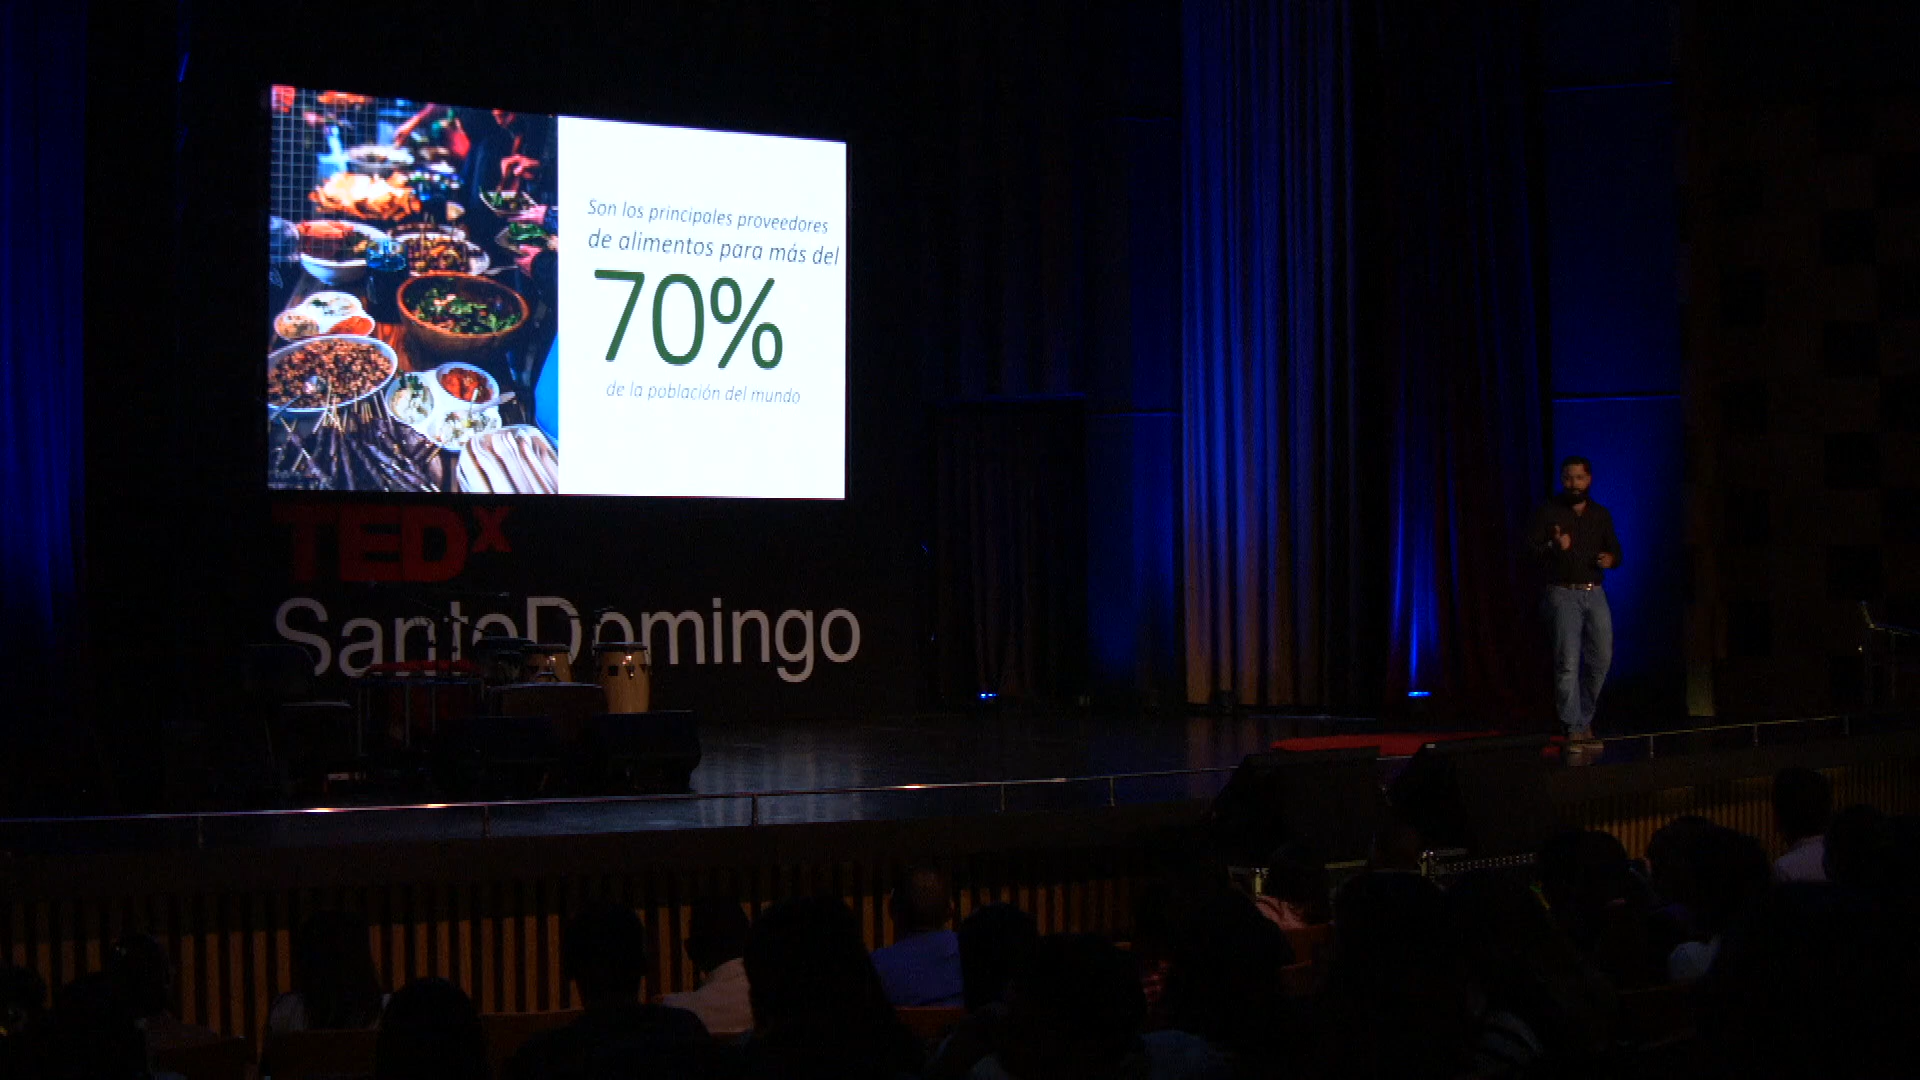 Son los principales proveedores
de alimentos para más del
70%
de la población del mundo
TEDx
SantoDomingo